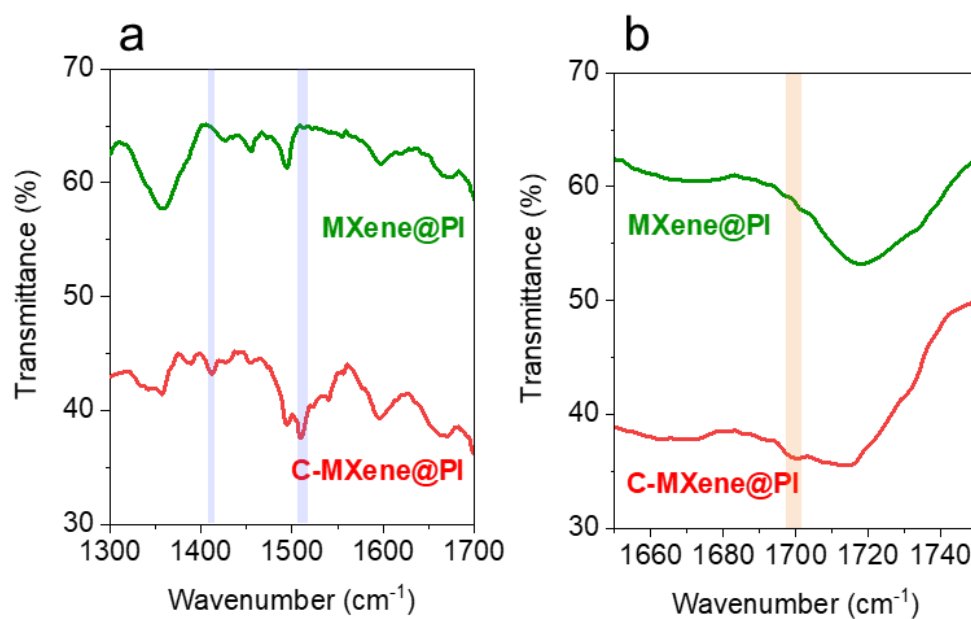 a
70
60
50
40
30
Transmittance (%)
MXene@PI
C-MXene@PI
1300 1400 1500 1600 1700
Wavenumber (cm⁻¹)
b
70
60
50
40
30
Transmittance (%)
MXene@PI
C-MXene@PI
1660 1680 1700 1720 1740
Wavenumber (cm⁻¹)